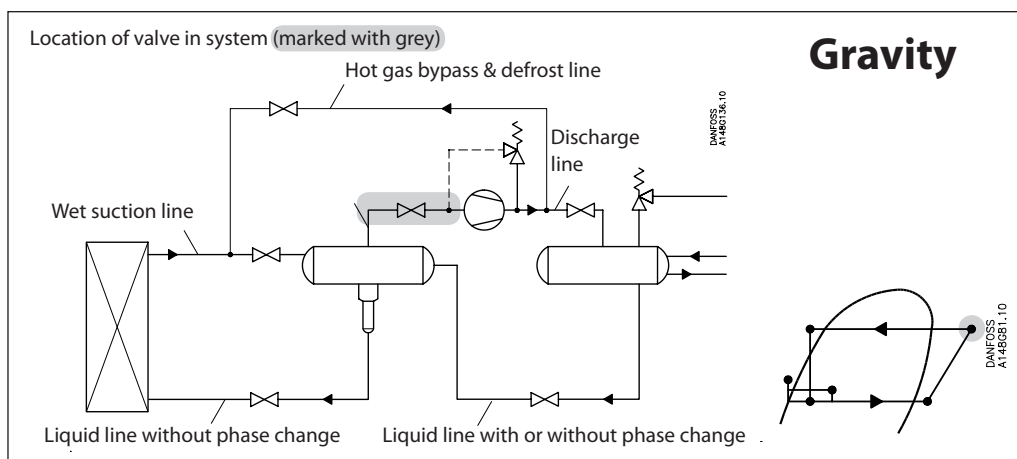 Location of valve in system (marked with grey)
Gravity
Hot gas bypass & defrost line
DANFOSS
A148G136.10
Discharge
line
Wet suction line
DANFOSS
A148G81.10
Liquid line without phase change
Liquid line with or without phase change